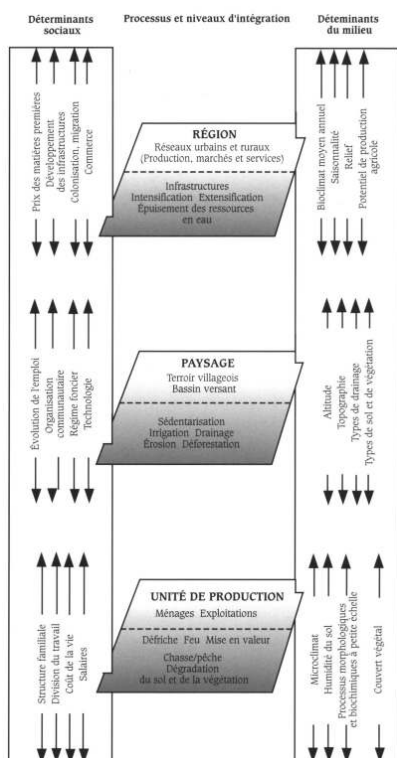 Déterminants
sociaux
Processus et niveaux d'intégration
Déteminants
du milieu
Prix des matières premières
Développement
des infrastructures
Colonisation, migration
Commerce
RÉGION
Réseaux urbains et ruraux
(Production, marchés et services)
Infrastructures
Intensification Extensification
Épuisement des ressources
en eau
Bioclimat moyen annuel
Saisonnalité
Relief
Potentiel de production
agricole
Évolution de l'emploi
Organisation
communautaire
Régime foncier
Technologie
PAYSAGE
Terroir villageois
Bassin versant
Sédentarisation
Irrigation Drainage
Érosion Déforestation
Altitude
Topographie
Types de drainage
Types de sol et de végétation
Structure familiale
Division du travail
Coût de la vie
Salaires
UNITÉ DE PRODUCTION
Ménages Exploitations
Défriche Feu Mise en valeur
Chasse/pêche
Dégradation
du sol et de la végétation
Microclimat
Humidité du sol
Processus morphologiques
et biochimiques à petite échelle
Couvert végétal